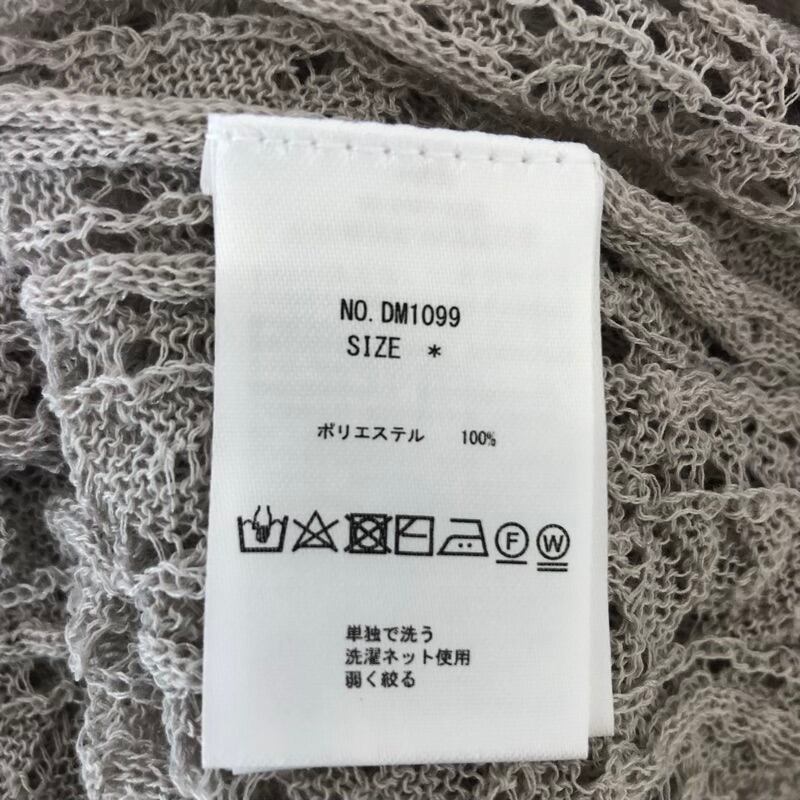 NO. DM1099
SIZE *
ポリエステル 100%
F W
単独で洗う
洗濯ネット使用
弱く絞る